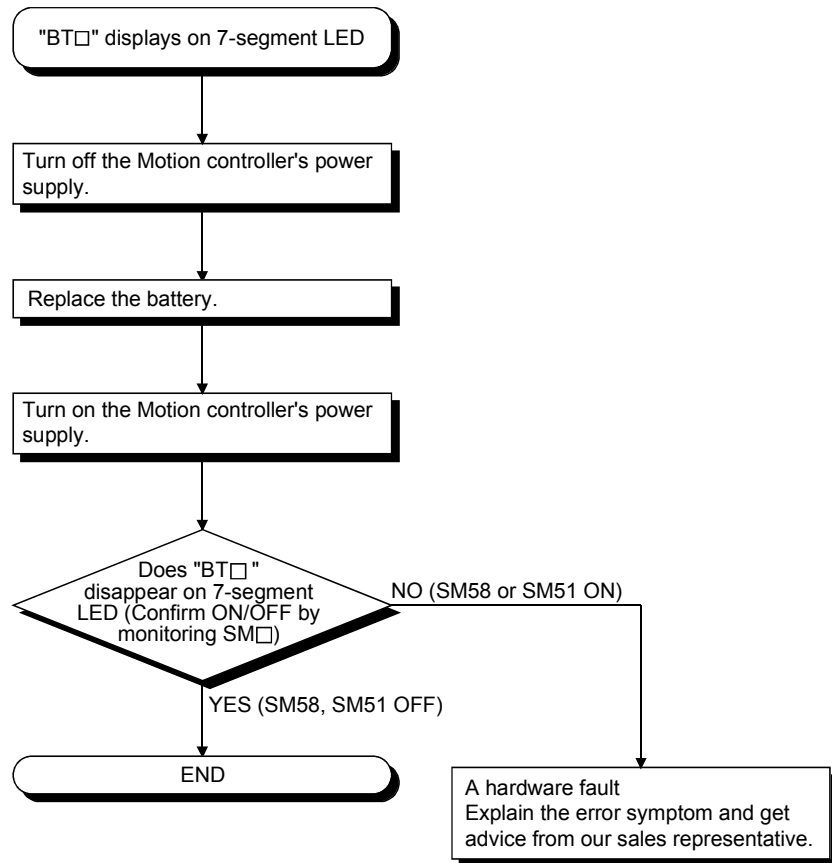 "BT□" displays on 7-segment LED
Turn off the Motion controller's power
supply.
Replace the battery.
Turn on the Motion controller's power
supply.
Does "BT□ "
disappear on 7-segment
LED (Confirm ON/OFF by
monitoring SM□)
NO (SM58 or SM51 ON)
YES (SM58, SM51 OFF)
END
A hardware fault
Explain the error symptom and get
advice from our sales representative.